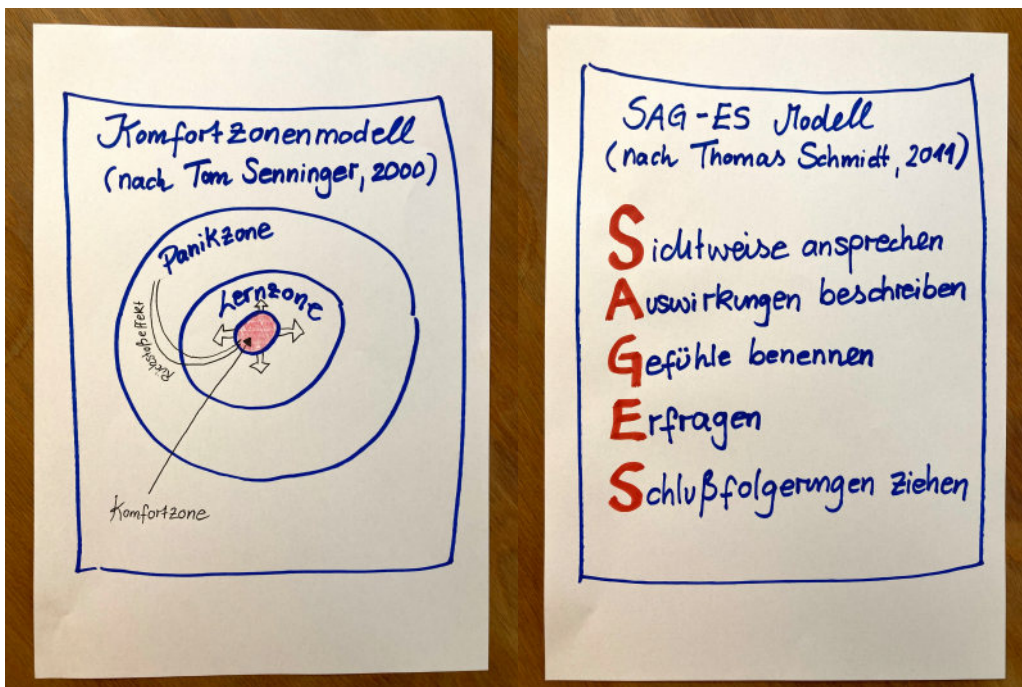 Komfortzonenmodell
(nach Tom Senninger, 2000)
Panikzone
Lernzone
Rückstoßeffekt
Komfortzone
SAG-ES Modell
(nach Thomas Schmidt, 2011)
Sichtweise ansprechen
Auswirkungen beschreiben
Gefühle benennen
Erfragen
Schlußfolgerungen ziehen